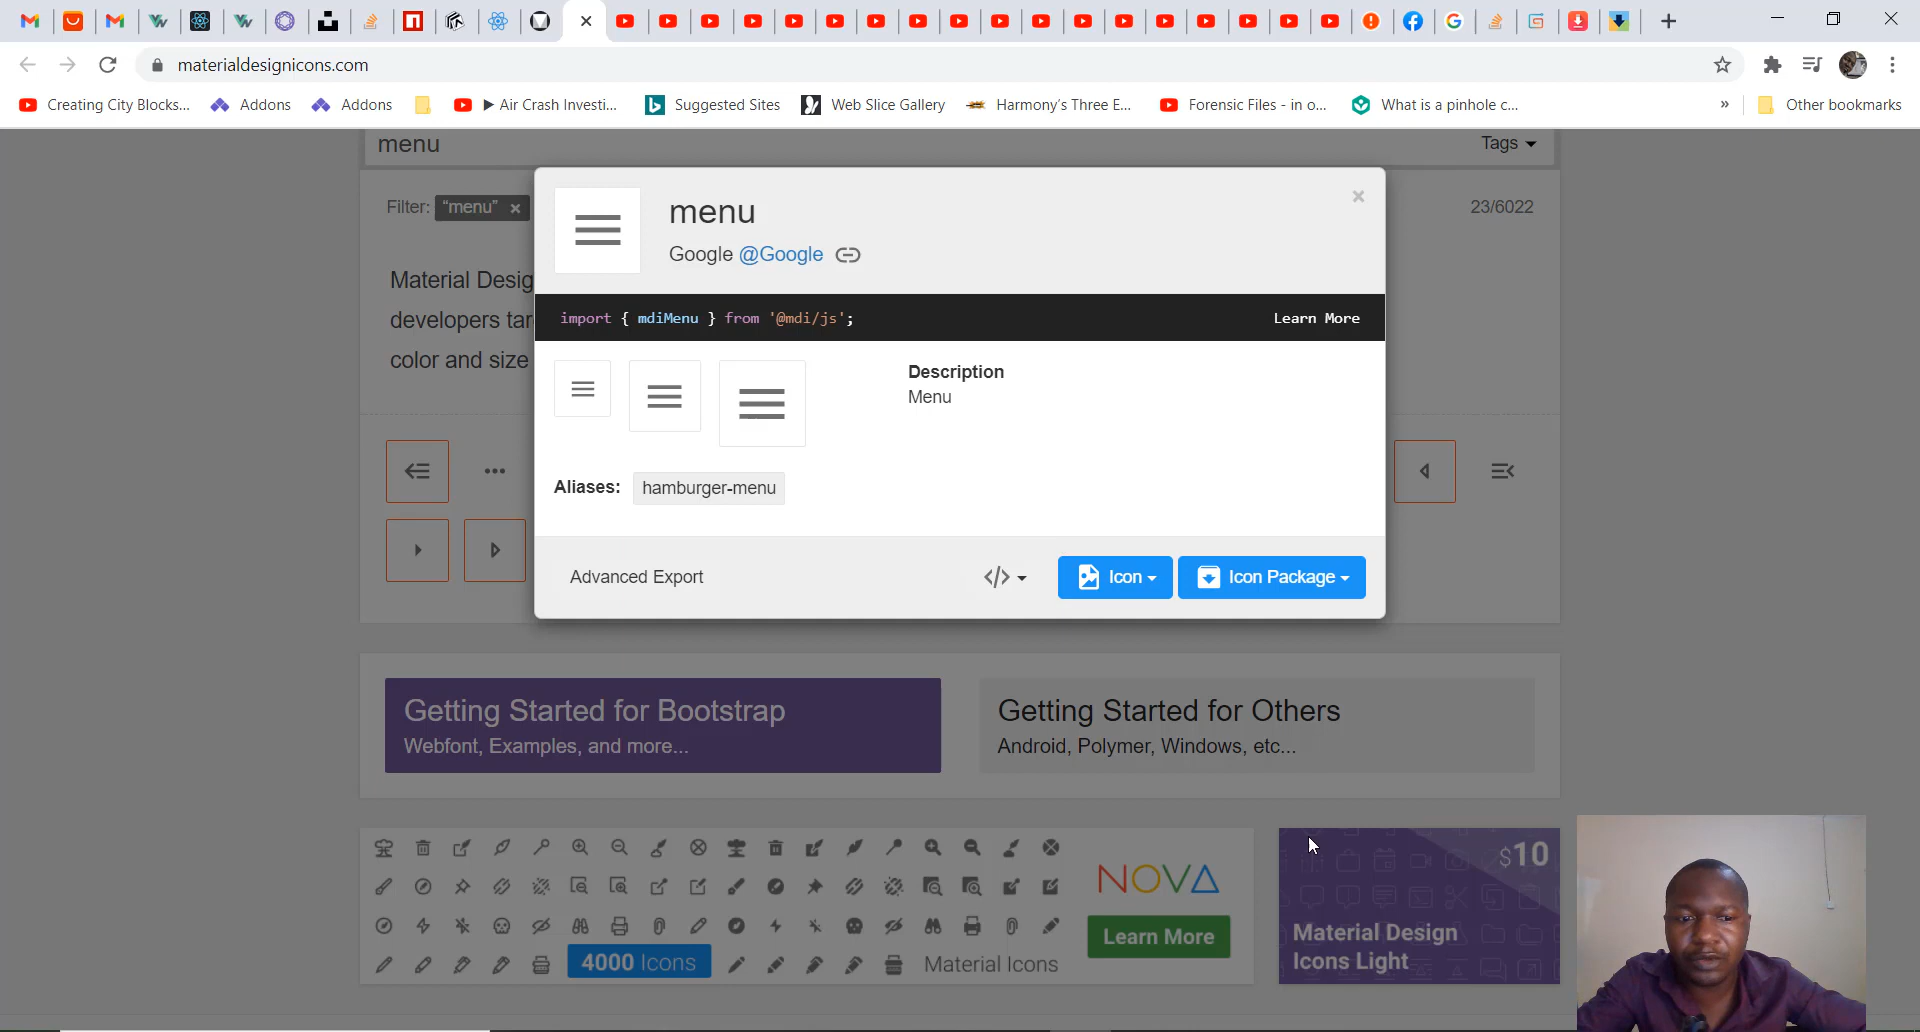 materialdesignicons.com
Creating City Blocks... Addons Addons ▶ Air Crash Investi... Suggested Sites Web Slice Gallery Harmony's Three E... Forensic Files - in o... What is a pinhole c... » Other bookmarks
menu Tags
Filter: “menu” × 23/6022
Material Desig
developers tar
color and size
menu ×
Google @Google
import { mdiMenu } from '@mdi/js'; Learn More
Description
Menu
Aliases: hamburger-menu
Advanced Export </> Icon Icon Package
Getting Started for Bootstrap
Webfont, Examples, and more...
Getting Started for Others
Android, Polymer, Windows, etc...
NOVA
Learn More
4000 Icons Material Icons
$10
Material Design
Icons Light